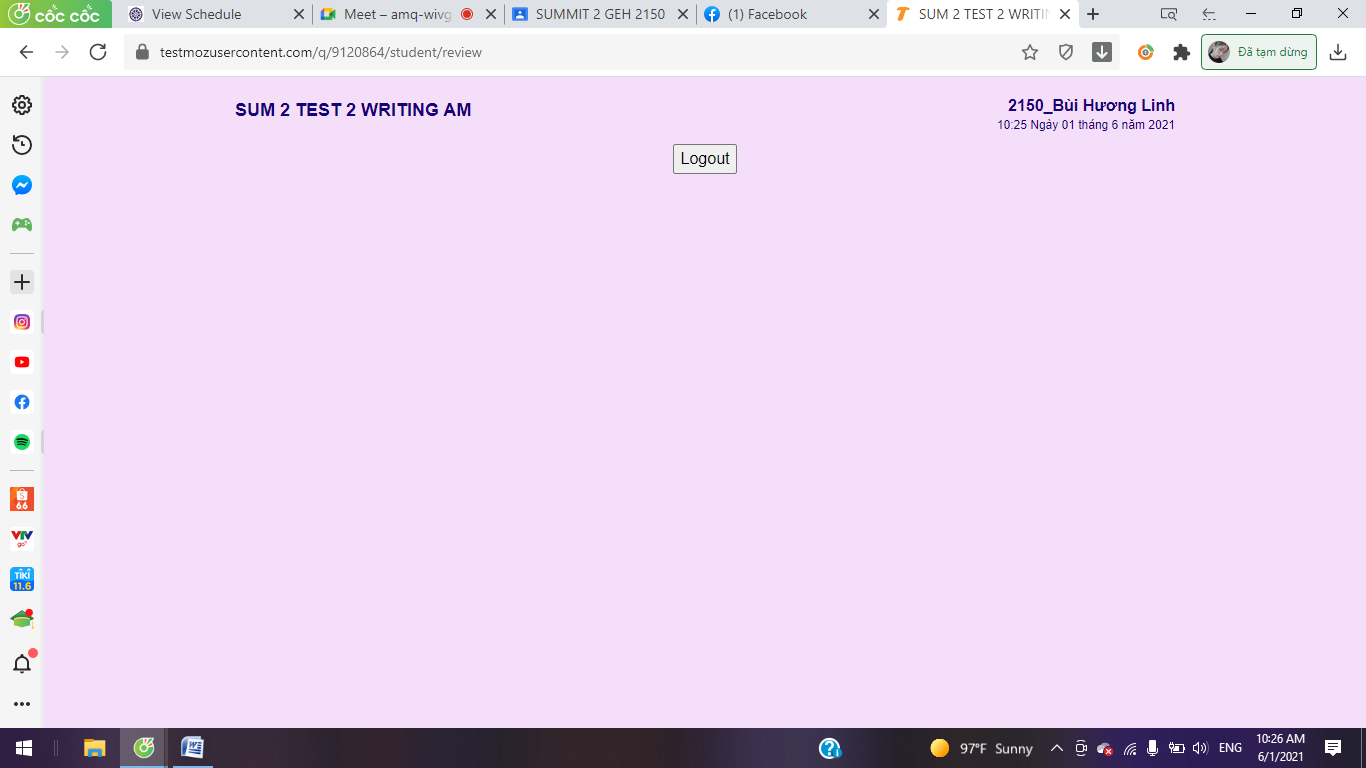 cốc cốc
View Schedule
Meet – amq-wivg
SUMMIT 2 GEH 2150
(1) Facebook
SUM 2 TEST 2 WRITIN
testmozusercontent.com/q/9120864/student/review
Đã tạm dừng
SUM 2 TEST 2 WRITING AM
2150_Bùi Hương Linh
10:25 Ngày 01 tháng 6 năm 2021
Logout
66
VTV
go
TIKI
11.6
97°F Sunny
ENG
10:26 AM
6/1/2021